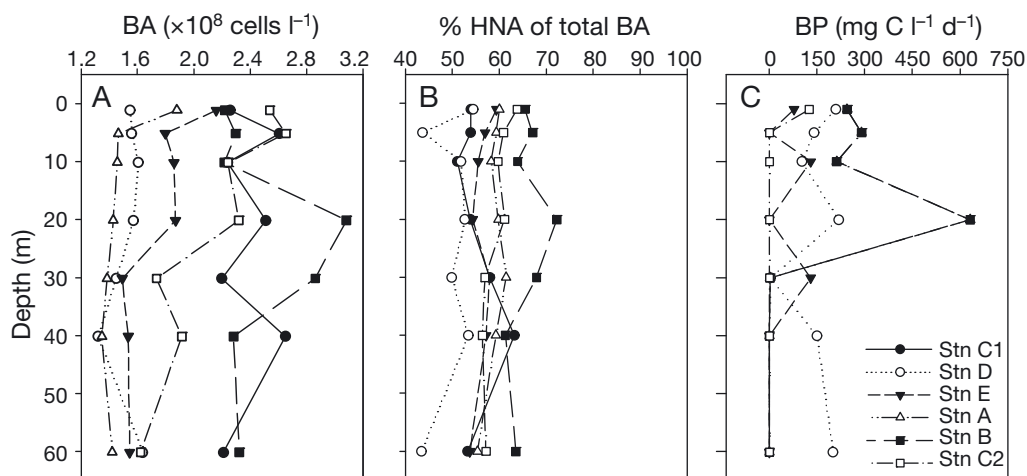 BA (×10⁸ cells l⁻¹)
% HNA of total BA
BP (mg C l⁻¹ d⁻¹)
1.2 1.6 2.0 2.4 2.8 3.2
40 50 60 70 80 90 100
0 150 300 450 600 750
A
B
C
0
10
20
30
40
50
60
Depth (m)
Stn C1
Stn D
Stn E
Stn A
Stn B
Stn C2